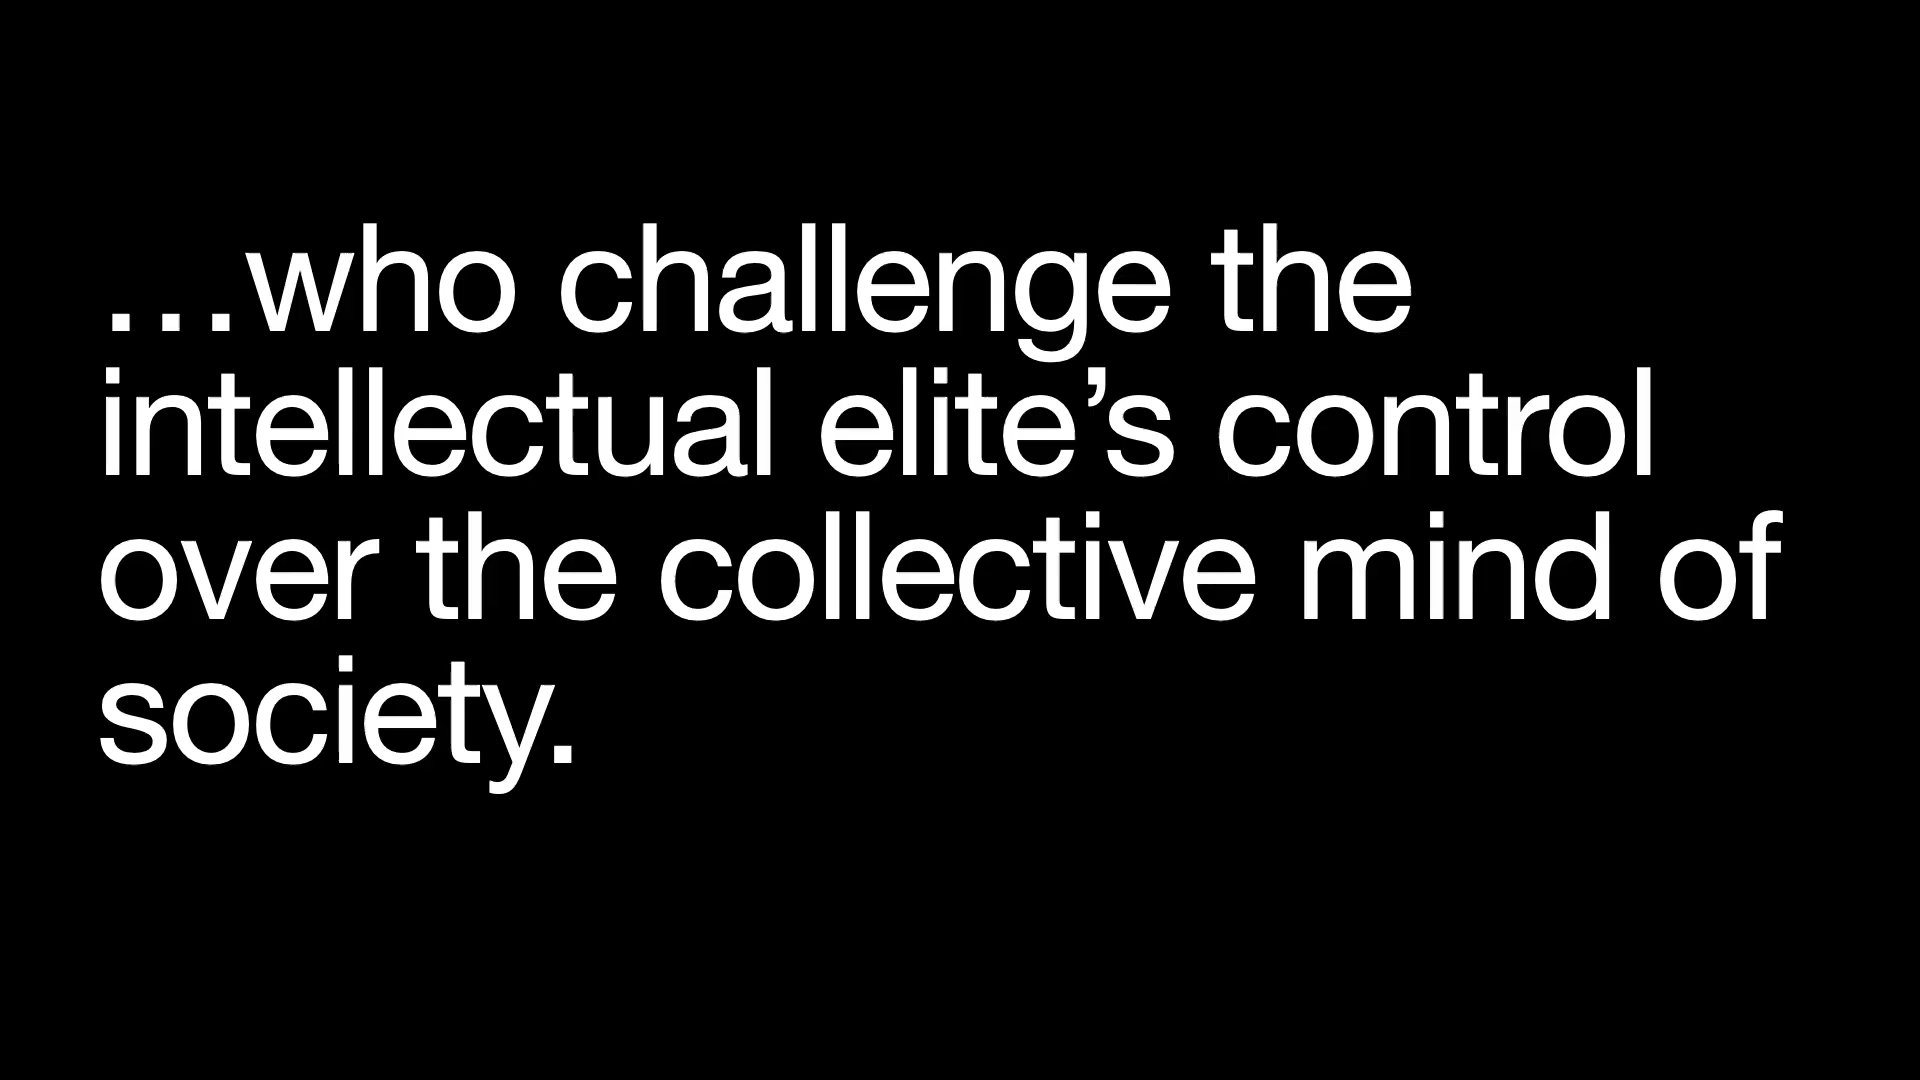 …who challenge the
intellectual elite’s control
over the collective mind of
society.